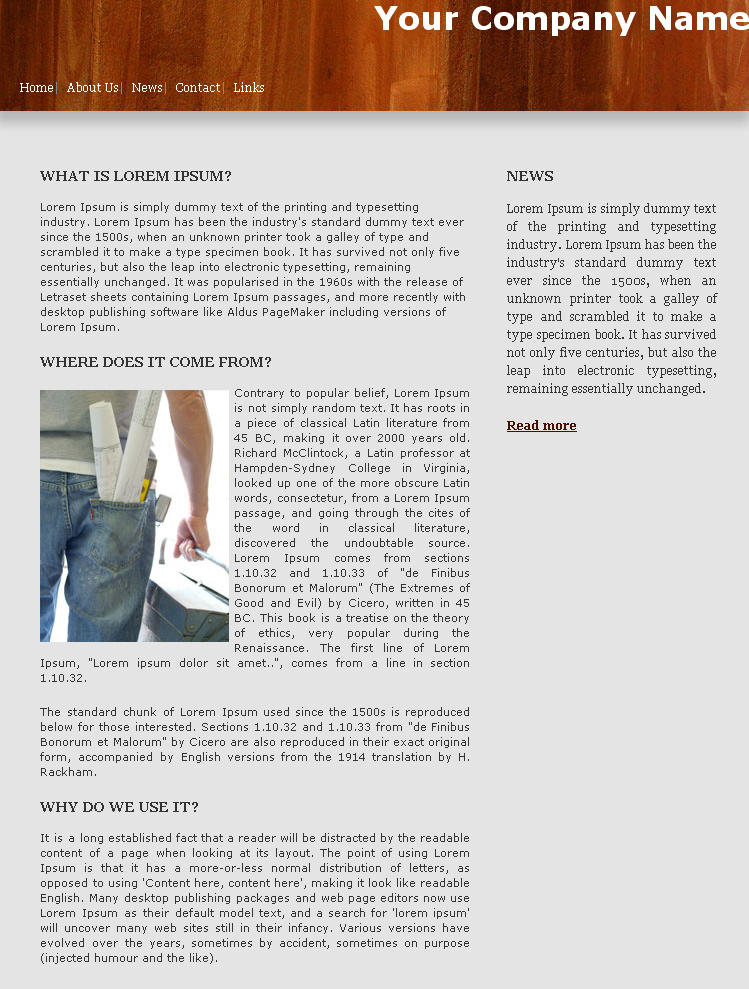 Your Company Name
Home| About Us| News| Contact| Links
WHAT IS LOREM IPSUM?
Lorem Ipsum is simply dummy text of the printing and typesetting
industry. Lorem Ipsum has been the industry's standard dummy text ever
since the 1500s, when an unknown printer took a galley of type and
scrambled it to make a type specimen book. It has survived not only five
centuries, but also the leap into electronic typesetting, remaining
essentially unchanged. It was popularised in the 1960s with the release of
Letraset sheets containing Lorem Ipsum passages, and more recently with
desktop publishing software like Aldus PageMaker including versions of
Lorem Ipsum.
WHERE DOES IT COME FROM?
Contrary to popular belief, Lorem Ipsum
is not simply random text. It has roots in
a piece of classical Latin literature from
45 BC, making it over 2000 years old.
Richard McClintock, a Latin professor at
Hampden-Sydney College in Virginia,
looked up one of the more obscure Latin
words, consectetur, from a Lorem Ipsum
passage, and going through the cites of
the word in classical literature,
discovered the undoubtable source.
Lorem Ipsum comes from sections
1.10.32 and 1.10.33 of "de Finibus
Bonorum et Malorum" (The Extremes of
Good and Evil) by Cicero, written in 45
BC. This book is a treatise on the theory
of ethics, very popular during the
Renaissance. The first line of Lorem
Ipsum, "Lorem ipsum dolor sit amet..", comes from a line in section
1.10.32.
The standard chunk of Lorem Ipsum used since the 1500s is reproduced
below for those interested. Sections 1.10.32 and 1.10.33 from "de Finibus
Bonorum et Malorum" by Cicero are also reproduced in their exact original
form, accompanied by English versions from the 1914 translation by H.
Rackham.
WHY DO WE USE IT?
It is a long established fact that a reader will be distracted by the readable
content of a page when looking at its layout. The point of using Lorem
Ipsum is that it has a more-or-less normal distribution of letters, as
opposed to using 'Content here, content here', making it look like readable
English. Many desktop publishing packages and web page editors now use
Lorem Ipsum as their default model text, and a search for 'lorem ipsum'
will uncover many web sites still in their infancy. Various versions have
evolved over the years, sometimes by accident, sometimes on purpose
(injected humour and the like).
NEWS
Lorem Ipsum is simply dummy text
of the printing and typesetting
industry. Lorem Ipsum has been the
industry's standard dummy text
ever since the 1500s, when an
unknown printer took a galley of
type and scrambled it to make a
type specimen book. It has survived
not only five centuries, but also the
leap into electronic typesetting,
remaining essentially unchanged.
Read more